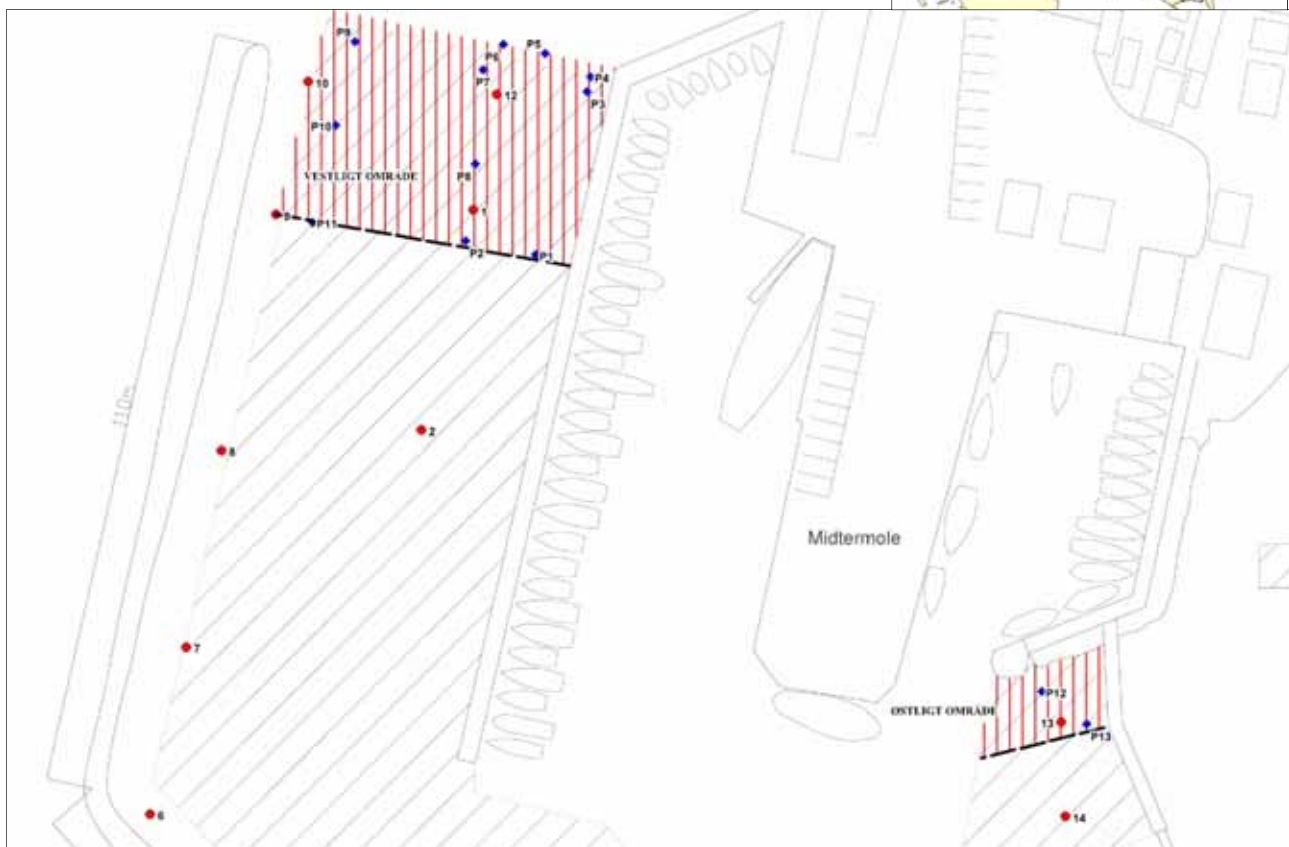 P9
P6
P5
P7
P4
10
12
P3
P10
VESTLIGT OMRÅDE
P8
1
9
P11
P2
P1
110m
2
8
Midtermole
7
P12
ØSTLIGT OMRÅDE
13
P13
6
14